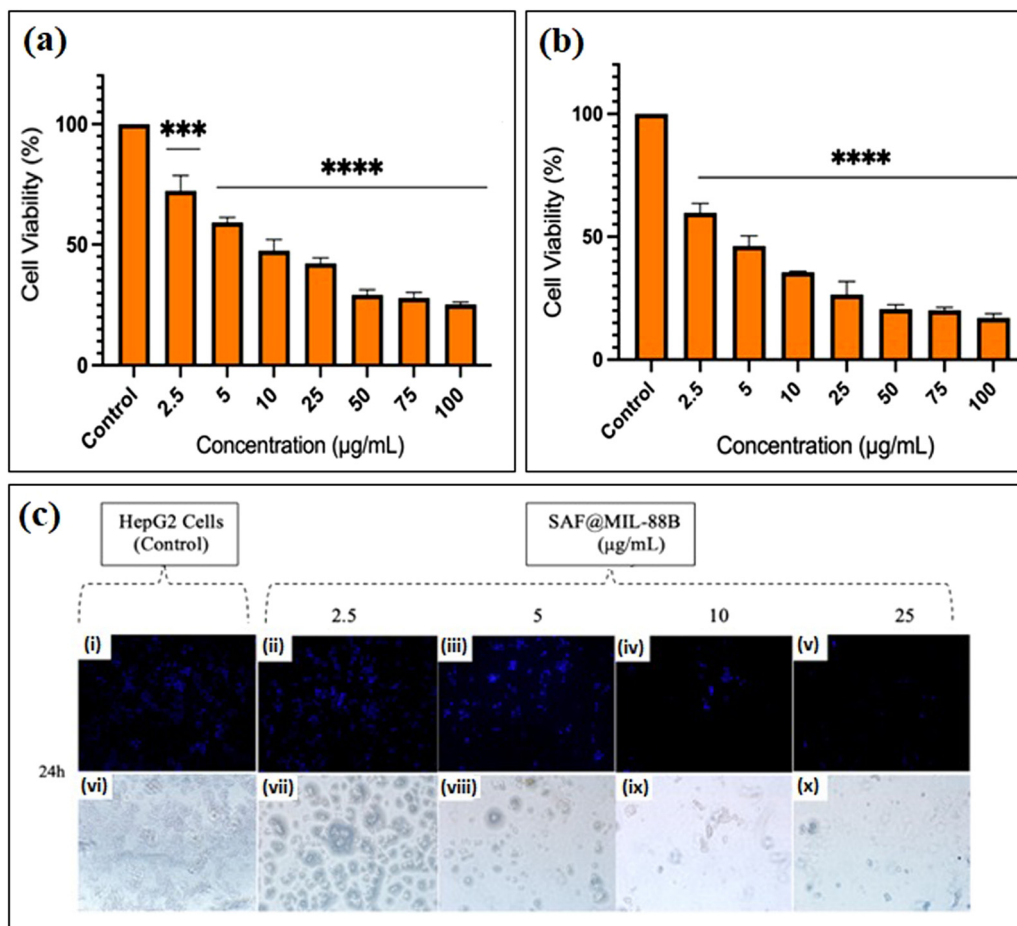 (a)
Cell Viability (%)
100
50
0
***
****
Control
2.5
5
10
25
50
75
100
Concentration (µg/mL)
(b)
Cell Viability (%)
100
50
0
****
Control
2.5
5
10
25
50
75
100
Concentration (µg/mL)
(c)
HepG2 Cells
(Control)
SAF@MIL-88B
(µg/mL)
2.5 5 10 25
(i) (ii) (iii) (iv) (v)
24h
(vi) (vii) (viii) (ix) (x)